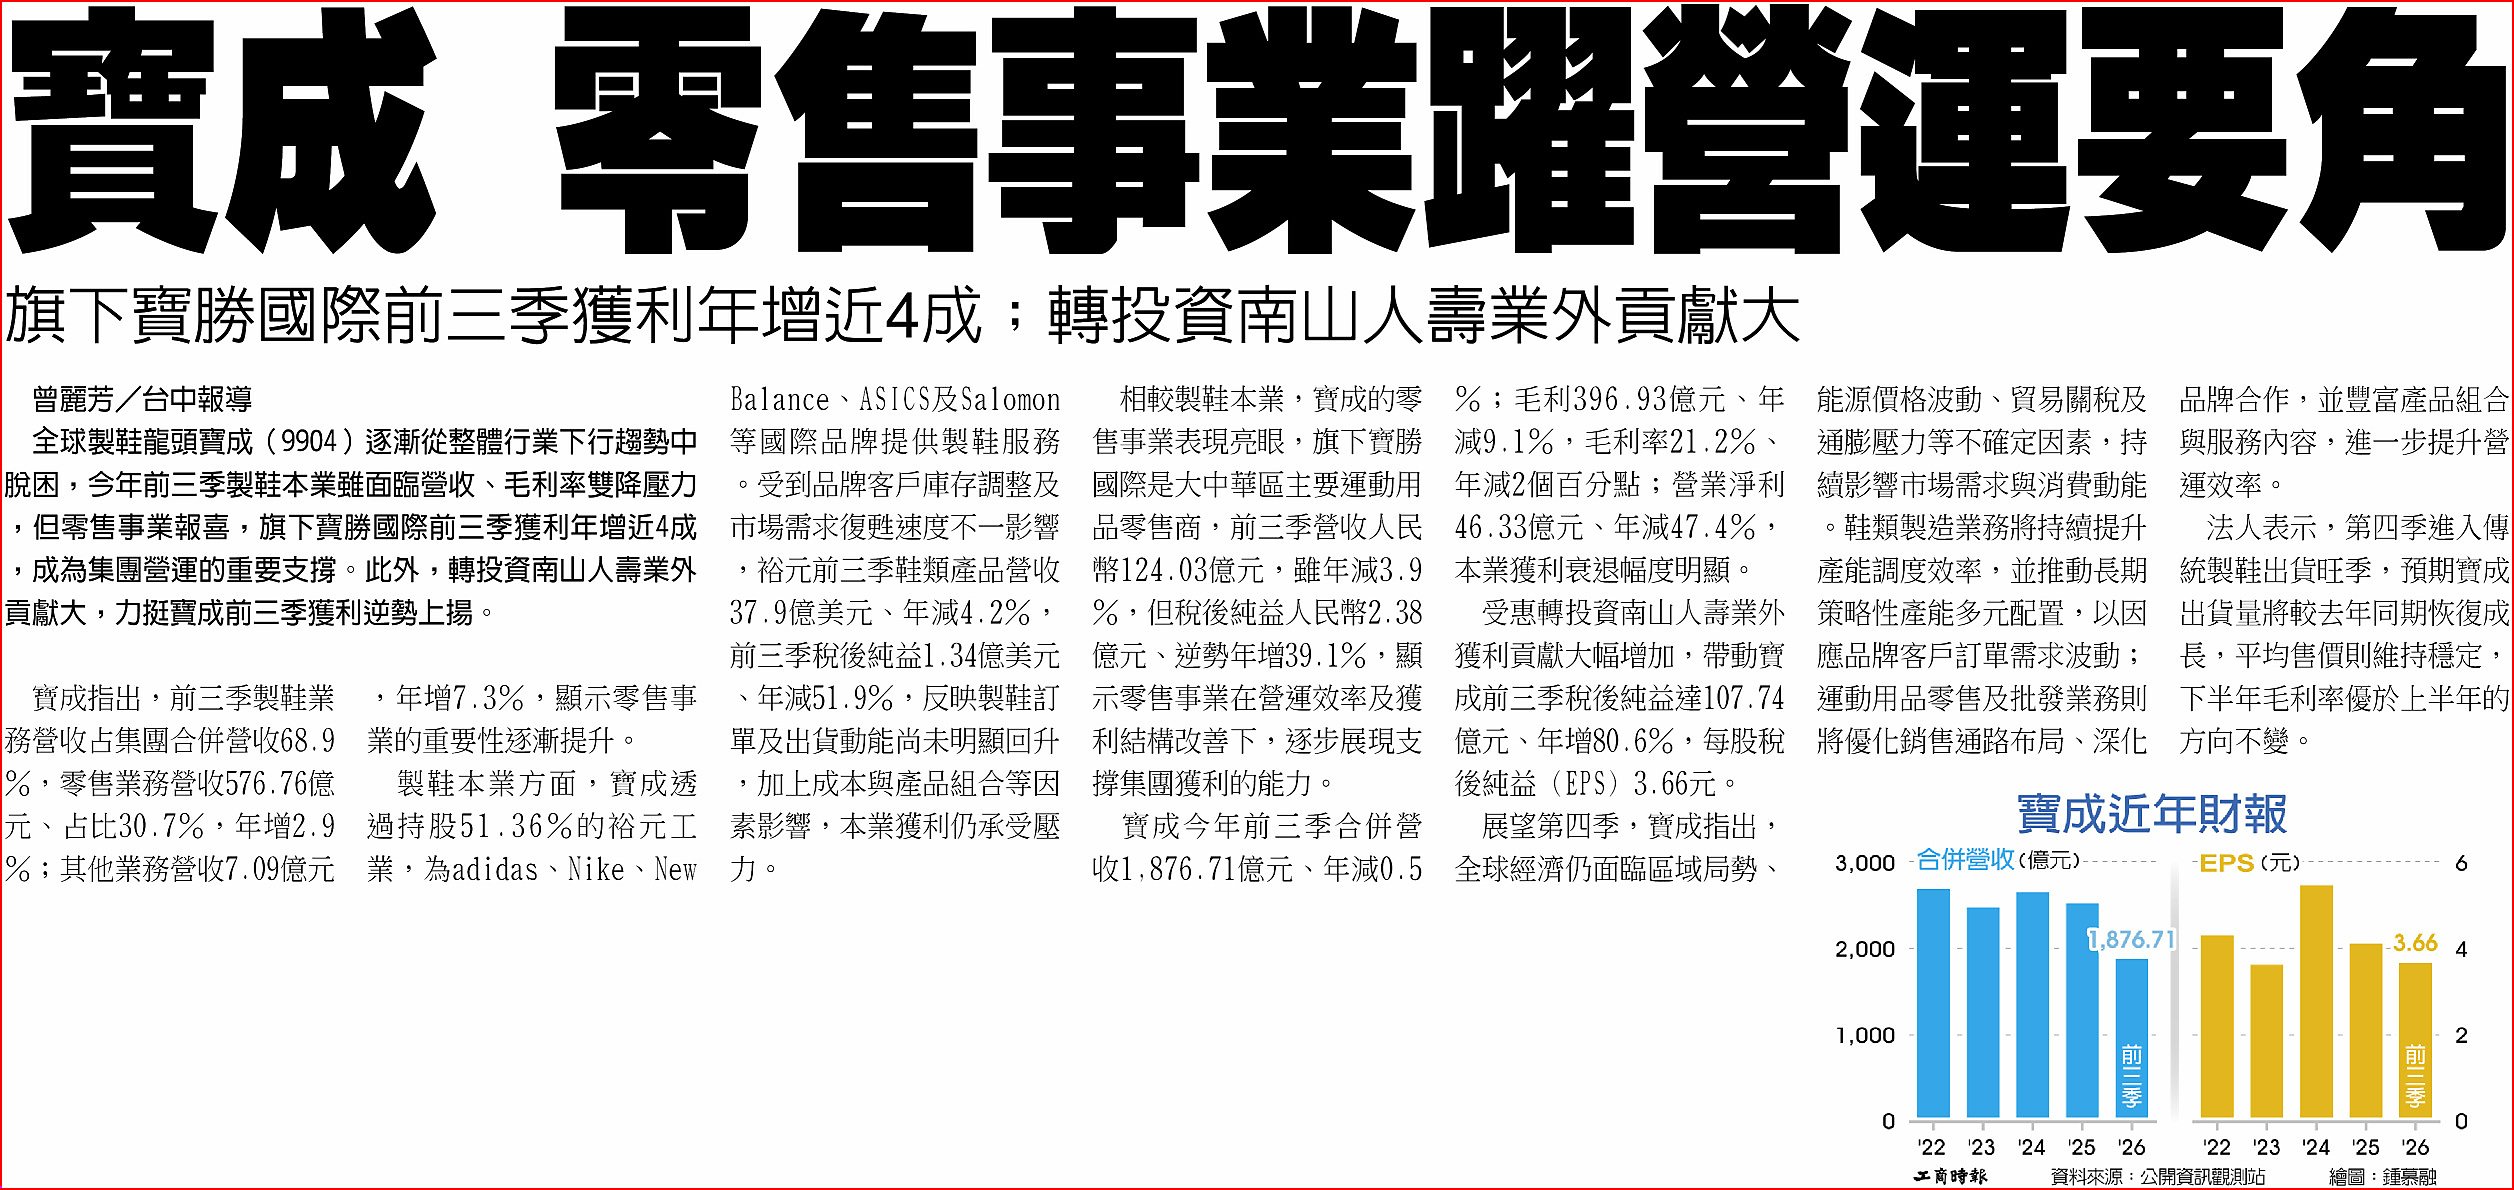 寶成 零售事業躍營運要角
旗下寶勝國際前三季獲利年增近4成；轉投資南山人壽業外貢獻大
曾麗芳／台中報導
全球製鞋龍頭寶成（9904）逐漸從整體行業下行趨勢中
脫困，今年前三季製鞋本業雖面臨營收、毛利率雙降壓力
，但零售事業報喜，旗下寶勝國際前三季獲利年增近4成
，成為集團營運的重要支撐。此外，轉投資南山人壽業外
貢獻大，力挺寶成前三季獲利逆勢上揚。
寶成指出，前三季製鞋業
務營收占集團合併營收68.9
％，零售業務營收576.76億
元、占比30.7％，年增2.9
％；其他業務營收7.09億元
，年增7.3％，顯示零售事
業的重要性逐漸提升。
製鞋本業方面，寶成透
過持股51.36％的裕元工
業，為adidas、Nike、New
Balance、ASICS及Salomon
等國際品牌提供製鞋服務
。受到品牌客戶庫存調整及
市場需求復甦速度不一影響
，裕元前三季鞋類產品營收
37.9億美元、年減4.2％，
前三季稅後純益1.34億美元
、年減51.9％，反映製鞋訂
單及出貨動能尚未明顯回升
，加上成本與產品組合等因
素影響，本業獲利仍承受壓
力。
相較製鞋本業，寶成的零
售事業表現亮眼，旗下寶勝
國際是大中華區主要運動用
品零售商，前三季營收人民
幣124.03億元，雖年減3.9
％，但稅後純益人民幣2.38
億元、逆勢年增39.1％，顯
示零售事業在營運效率及獲
利結構改善下，逐步展現支
撐集團獲利的能力。
寶成今年前三季合併營
收1,876.71億元、年減0.5
％；毛利396.93億元、年
減9.1％，毛利率21.2％、
年減2個百分點；營業淨利
46.33億元、年減47.4％，
本業獲利衰退幅度明顯。
受惠轉投資南山人壽業外
獲利貢獻大幅增加，帶動寶
成前三季稅後純益達107.74
億元、年增80.6％，每股稅
後純益（EPS）3.66元。
展望第四季，寶成指出，
全球經濟仍面臨區域局勢、
能源價格波動、貿易關稅及
通膨壓力等不確定因素，持
續影響市場需求與消費動能
。鞋類製造業務將持續提升
產能調度效率，並推動長期
策略性產能多元配置，以因
應品牌客戶訂單需求波動；
運動用品零售及批發業務則
將優化銷售通路布局、深化
品牌合作，並豐富產品組合
與服務內容，進一步提升營
運效率。
法人表示，第四季進入傳
統製鞋出貨旺季，預期寶成
出貨量將較去年同期恢復成
長，平均售價則維持穩定，
下半年毛利率優於上半年的
方向不變。
寶成近年財報
3,000 合併營收(億元) EPS(元) 6
2,000 1,876.71 3.66 4
1,000 2
前三季 前三季
0 0
'22 '23 '24 '25 '26 '22 '23 '24 '25 '26
工商時報 資料來源：公開資訊觀測站 繪圖：鍾慕融